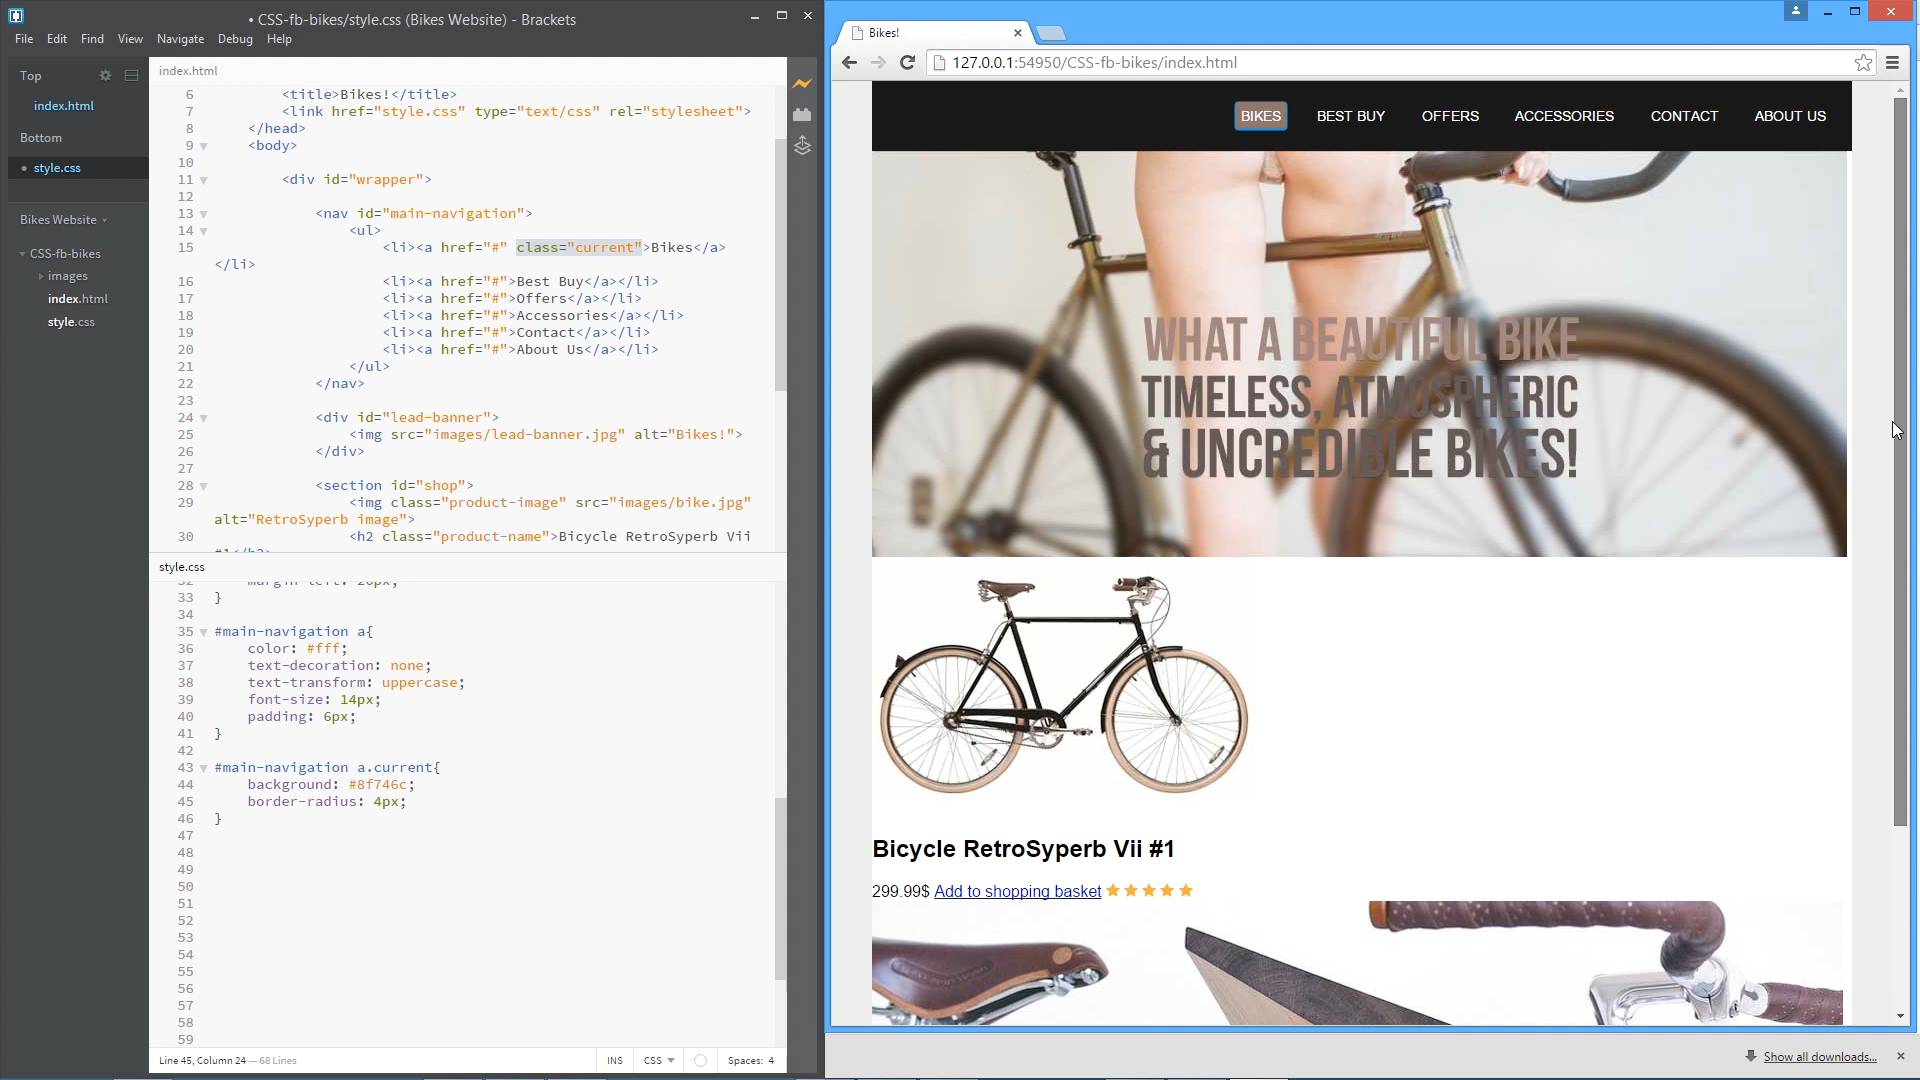 • CSS-fb-bikes/style.css (Bikes Website) - Brackets
File Edit Find View Navigate Debug Help
Top
index.html
Bottom
• style.css
Bikes Website
CSS-fb-bikes
images
index.html
style.css
index.html
6 <title>Bikes!</title>
7 <link href="style.css" type="text/css" rel="stylesheet">
8 </head>
9 <body>
10
11 <div id="wrapper">
12
13 <nav id="main-navigation">
14 <ul>
15 <li><a href="#" class="current">Bikes</a>
</li>
16 <li><a href="#">Best Buy</a></li>
17 <li><a href="#">Offers</a></li>
18 <li><a href="#">Accessories</a></li>
19 <li><a href="#">Contact</a></li>
20 <li><a href="#">About Us</a></li>
21 </ul>
22 </nav>
23
24 <div id="lead-banner">
25 <img src="images/lead-banner.jpg" alt="Bikes!">
26 </div>
27
28 <section id="shop">
29 <img class="product-image" src="images/bike.jpg"
alt="RetroSyperb image">
30 <h2 class="product-name">Bicycle RetroSyperb Vii
style.css
33 }
34
35 #main-navigation a{
36 color: #fff;
37 text-decoration: none;
38 text-transform: uppercase;
39 font-size: 14px;
40 padding: 6px;
41 }
42
43 #main-navigation a.current{
44 background: #8f746c;
45 border-radius: 4px;
46 }
47
48
49
50
51
52
53
54
55
56
57
58
59
Line 45, Column 24 — 68 Lines
INS CSS Spaces: 4
Bikes!
127.0.0.1:54950/CSS-fb-bikes/index.html
BIKES BEST BUY OFFERS ACCESSORIES CONTACT ABOUT US
WHAT A BEAUTIFUL BIKE
TIMELESS, ATMOSPHERIC
& UNCREDIBLE BIKES!
Bicycle RetroSyperb Vii #1
299.99$ Add to shopping basket
Show all downloads...